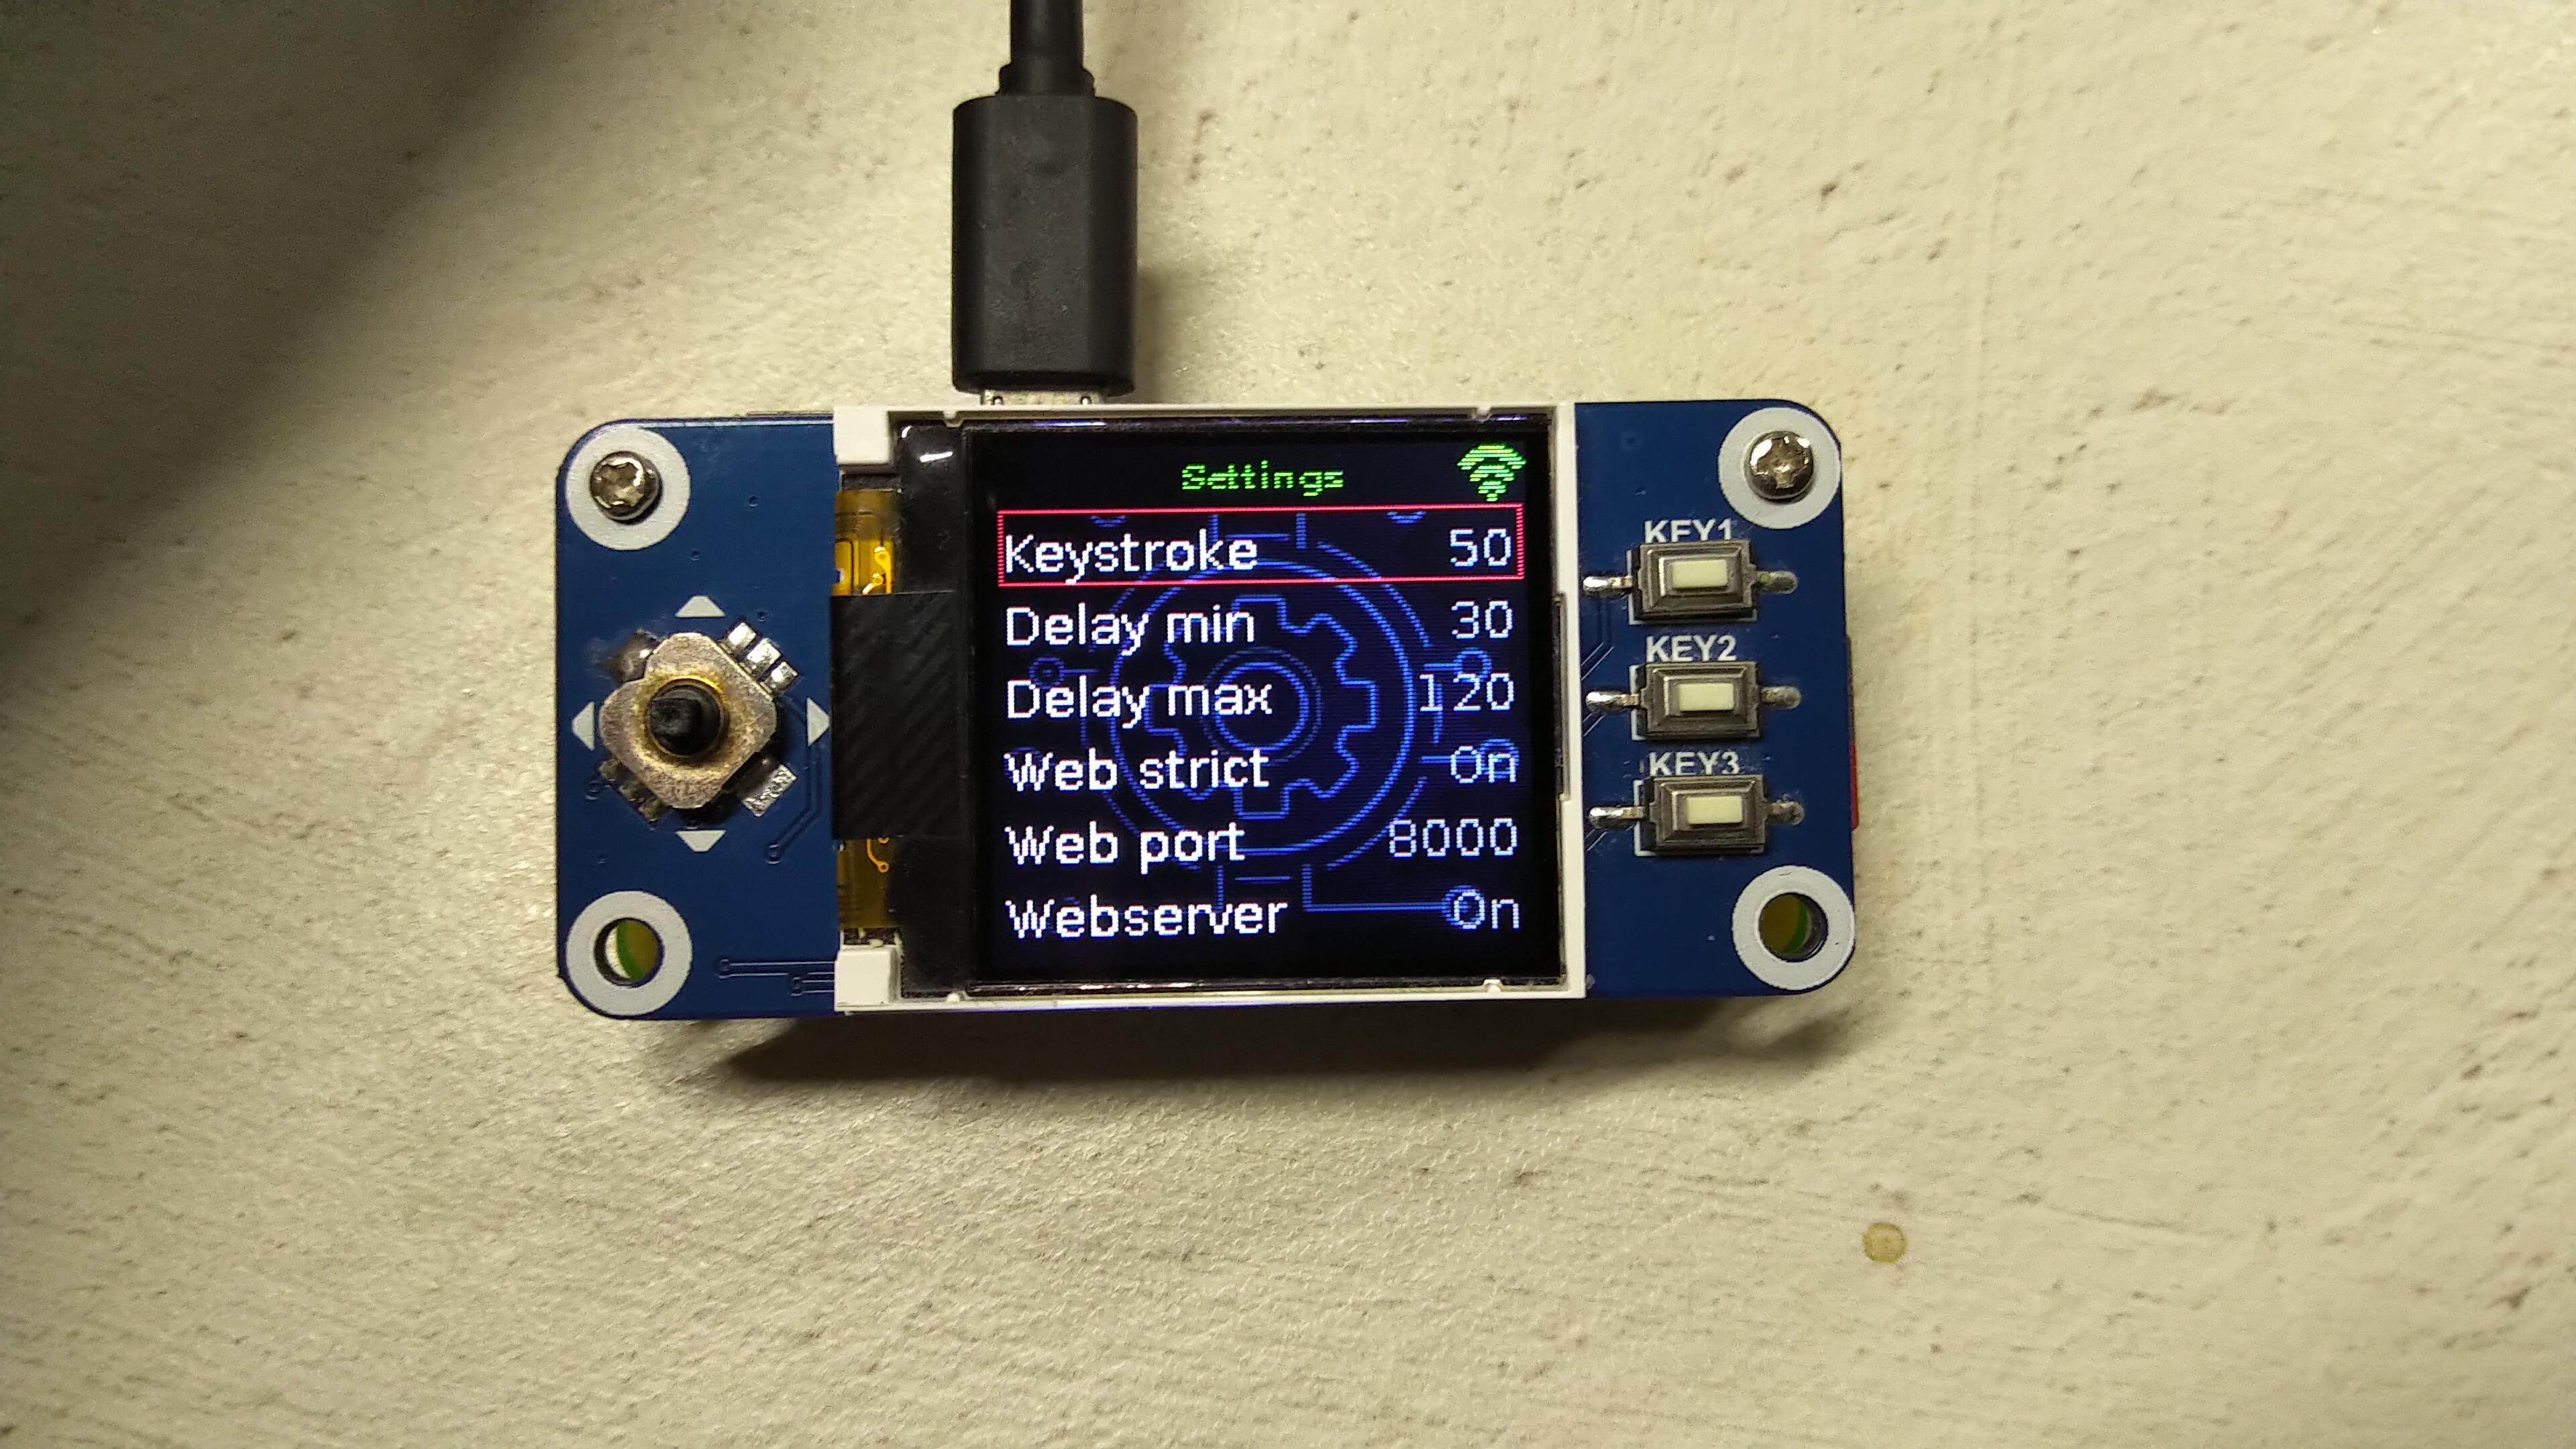 Settings
Keystroke 50
Delay min 30
Delay max 120
Web strict On
Web port 8000
Webserver On
KEY1
KEY2
KEY3